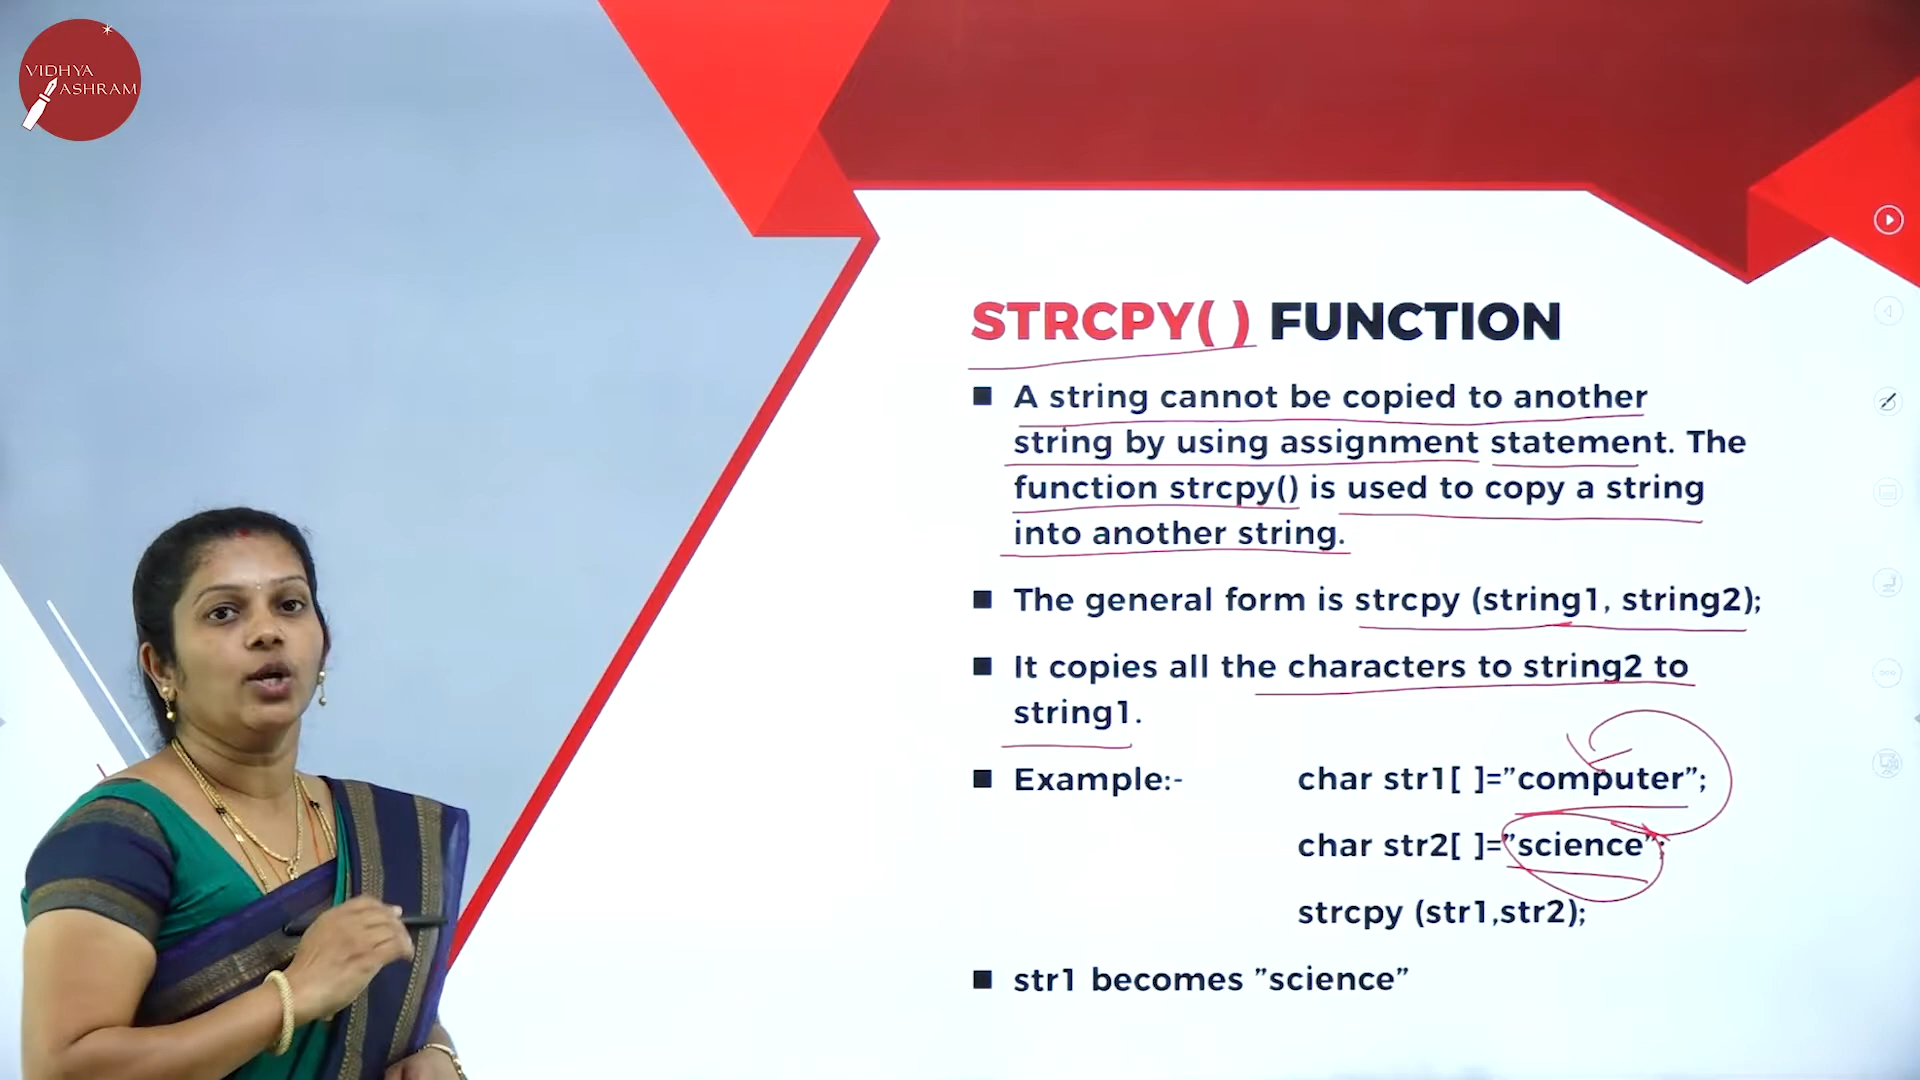 VIDHYA
ASHRAM
STRCPY( ) FUNCTION
■ A string cannot be copied to another
string by using assignment statement. The
function strcpy() is used to copy a string
into another string.
■ The general form is strcpy (string1, string2);
■ It copies all the characters to string2 to
string1.
■ Example:- char str1[ ]=”computer”;
char str2[ ]=”science”;
strcpy (str1,str2);
■ str1 becomes ”science”